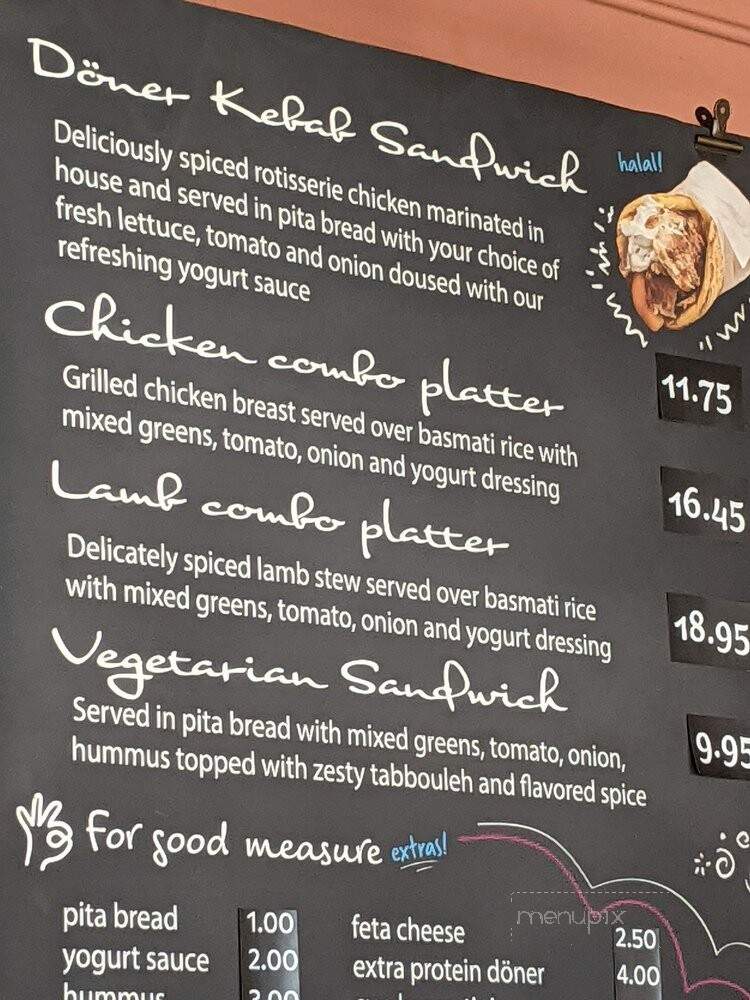 Döner Kebab Sandwich
halal!
Deliciously spiced rotisserie chicken marinated in
house and served in pita bread with your choice of
fresh lettuce, tomato and onion doused with our
refreshing yogurt sauce
11.75
Chicken combo platter
Grilled chicken breast served over basmati rice with
mixed greens, tomato, onion and yogurt dressing
16.45
Lamb combo platter
Delicately spiced lamb stew served over basmati rice
with mixed greens, tomato, onion and yogurt dressing
18.95
Vegetarian Sandwich
Served in pita bread with mixed greens, tomato, onion,
hummus topped with zesty tabbouleh and flavored spice
9.95
for good measure extras!
pita bread 1.00
feta cheese 2.50
yogurt sauce 2.00
extra protein döner 4.00
hummus
menupix